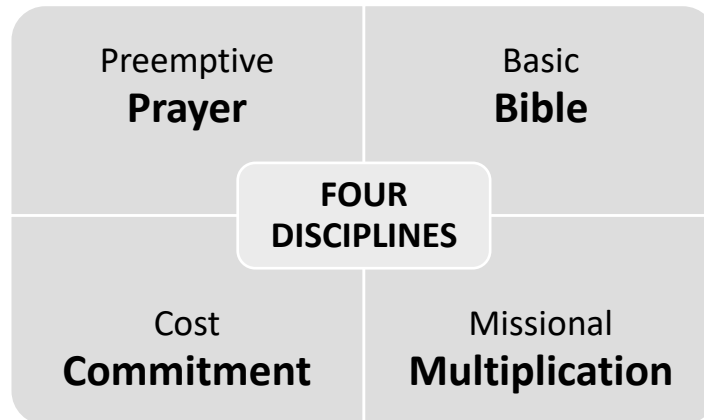 Preemptive
Prayer
Basic
Bible
FOUR
DISCIPLINES
Cost
Commitment
Missional
Multiplication